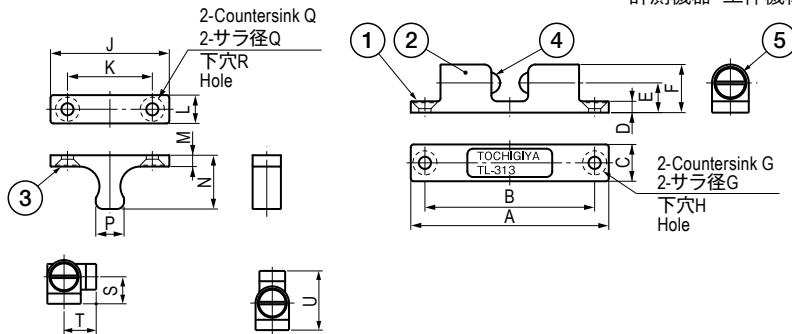 計測機器 工作機
2-Countersink Q
2-サラ径Q
下穴R
Hole
J
K
L
M
N
P
3
1
2
4
5
E
F
D
C
TOCHIGIYA
TL-313
2-Countersink G
2-サラ径G
下穴H
Hole
B
A
S
T
U